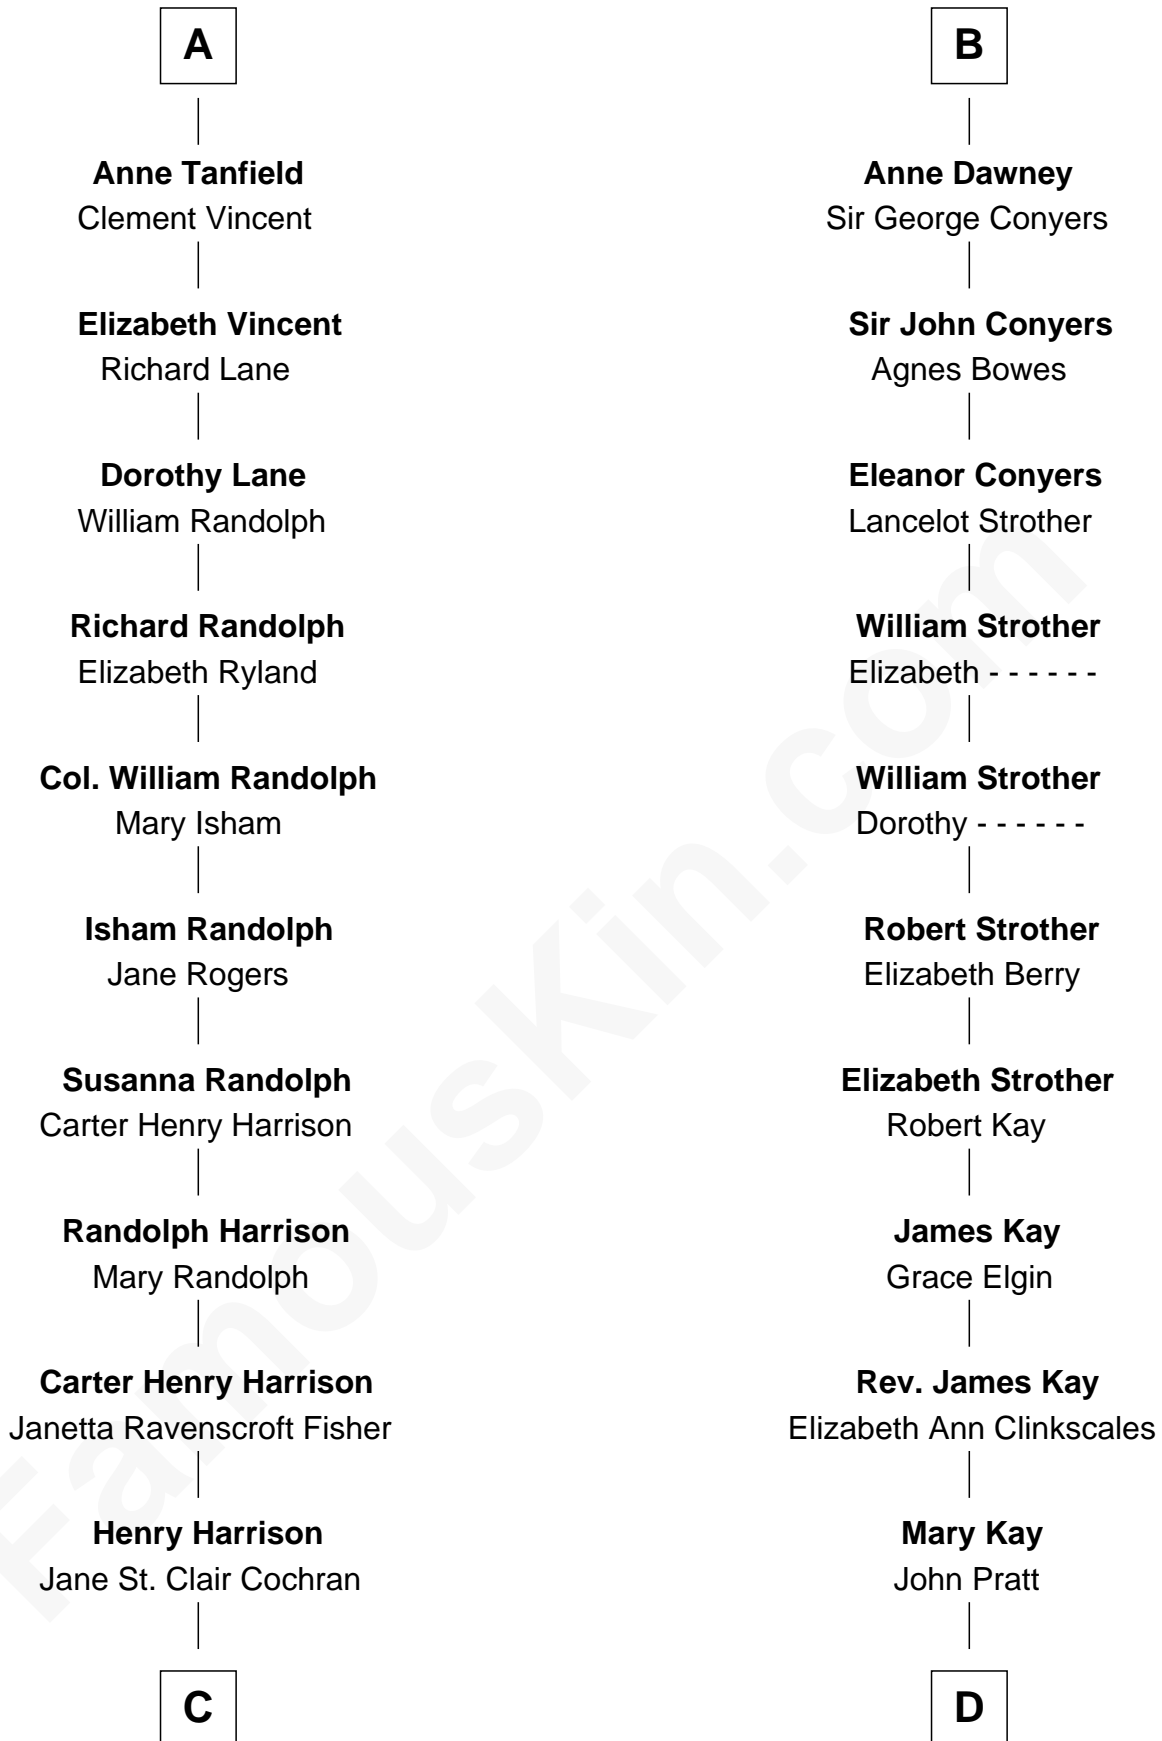 A
Anne Tanfield
Clement Vincent
Elizabeth Vincent
Richard Lane
Dorothy Lane
William Randolph
Richard Randolph
Elizabeth Ryland
Col. William Randolph
Mary Isham
Isham Randolph
Jane Rogers
Susanna Randolph
Carter Henry Harrison
Randolph Harrison
Mary Randolph
Carter Henry Harrison
Janetta Ravenscroft Fisher
Henry Harrison
Jane St. Clair Cochran
C
B
Anne Dawney
Sir George Conyers
Sir John Conyers
Agnes Bowes
Eleanor Conyers
Lancelot Strother
William Strother
Elizabeth - - - - - -
William Strother
Dorothy - - - - - -
Robert Strother
Elizabeth Berry
Elizabeth Strother
Robert Kay
James Kay
Grace Elgin
Rev. James Kay
Elizabeth Ann Clinkscales
Mary Kay
John Pratt
D
FamousKin.com